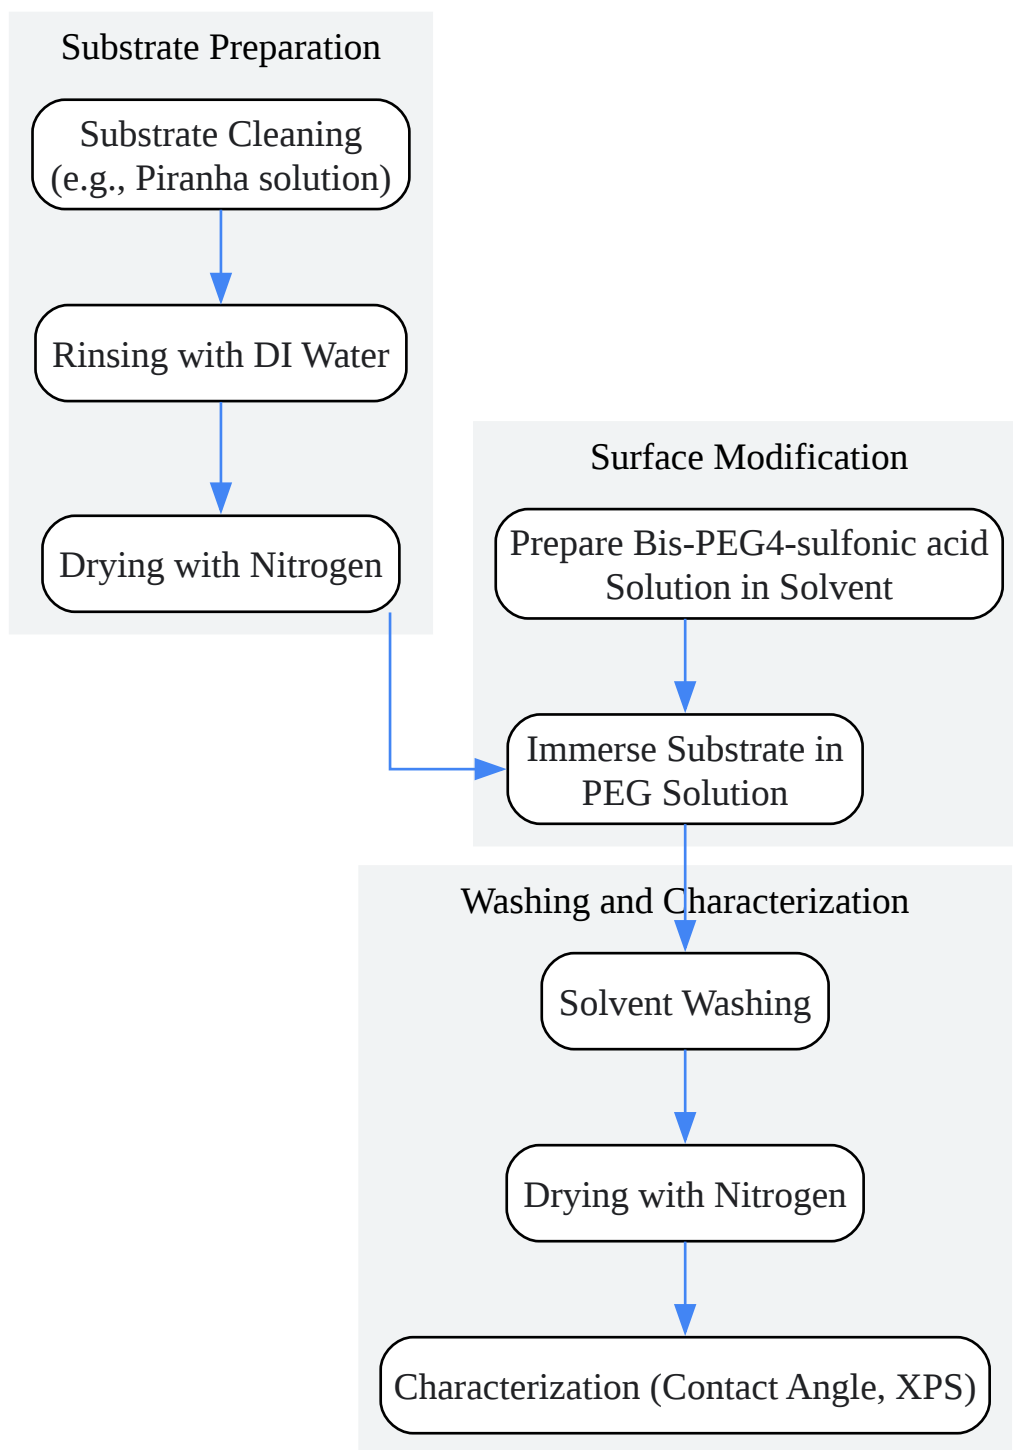 Substrate Preparation
Substrate Cleaning
(e.g., Piranha solution)
Rinsing with DI Water
Drying with Nitrogen
Surface Modification
Prepare Bis-PEG4-sulfonic acid
Solution in Solvent
Immerse Substrate in
PEG Solution
Washing and Characterization
Solvent Washing
Drying with Nitrogen
Characterization (Contact Angle, XPS)